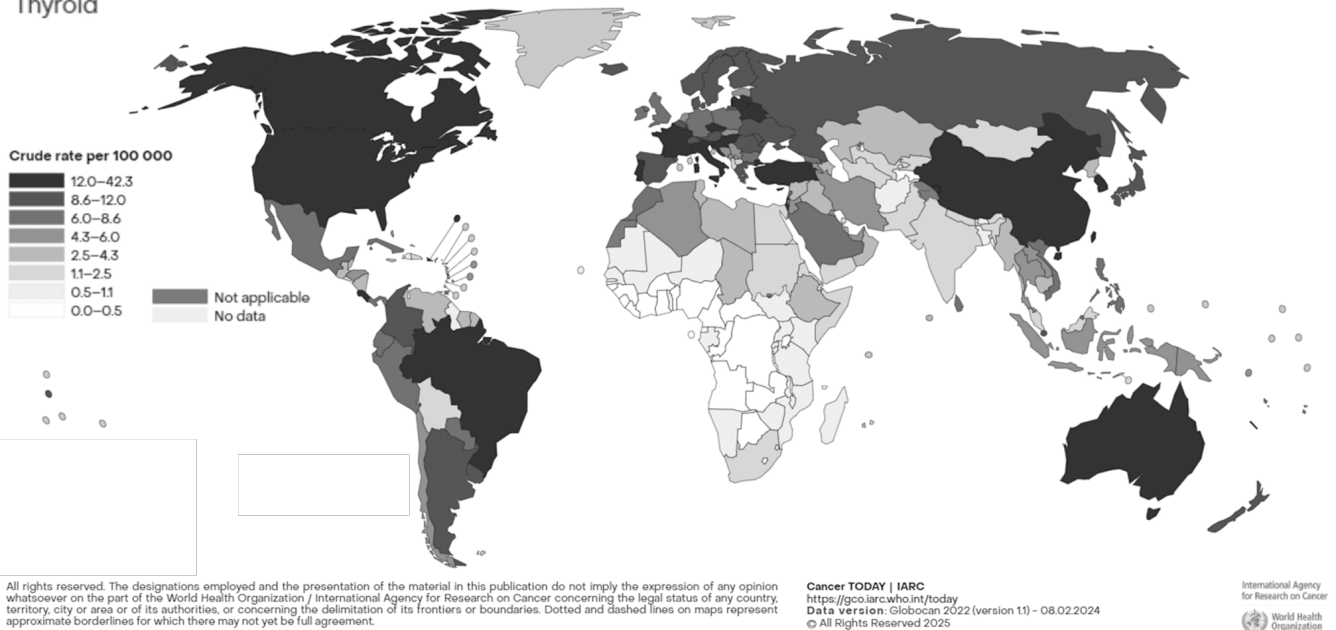 Thyroid
Crude rate per 100 000
12.0–42.3
8.6–12.0
6.0–8.6
4.3–6.0
2.5–4.3
1.1–2.5
0.5–1.1
0.0–0.5
Not applicable
No data
All rights reserved. The designations employed and the presentation of the material in this publication do not imply the expression of any opinion
whatsoever on the part of the World Health Organization / International Agency for Research on Cancer concerning the legal status of any country,
territory, city or area or of its authorities, or concerning the delimitation of its frontiers or boundaries. Dotted and dashed lines on maps represent
approximate borderlines for which there may not yet be full agreement.
Cancer TODAY | IARC
https://gco.iarc.who.int/today
Data version: Globocan 2022 (version 1.1) – 08.02.2024
© All Rights Reserved 2025
International Agency
for Research on Cancer
World Health
Organization